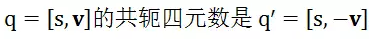 q = [s, v]的共轭四元数是 q′ = [s, −v]